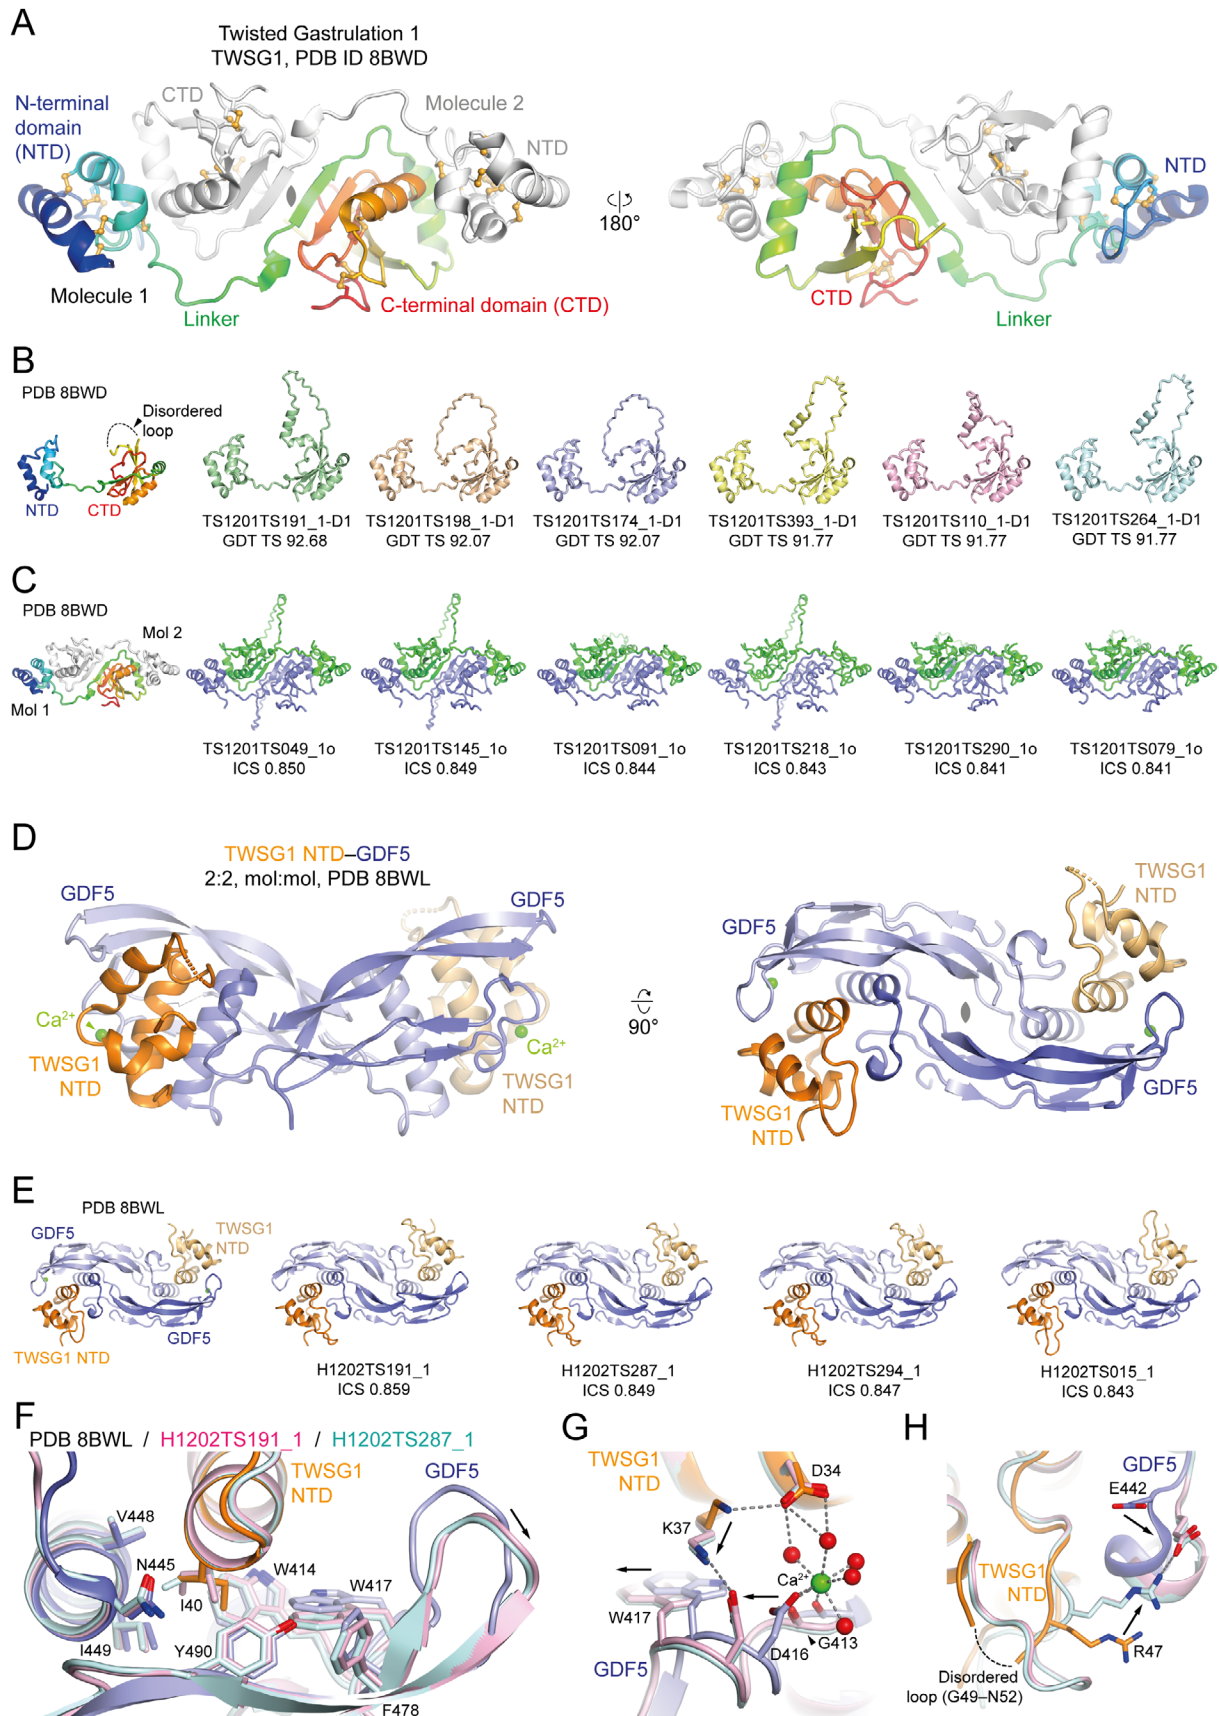 A
Twisted Gastrulation 1
TWSG1, PDB ID 8BWD
N-terminal
domain
(NTD)
CTD
Molecule 2
NTD
Molecule 1
Linker
C-terminal domain (CTD)
180°
NTD
CTD
Linker
B
PDB 8BWD
Disordered
loop
NTD
CTD
TS1201TS191_1-D1
GDT TS 92.68
TS1201TS198_1-D1
GDT TS 92.07
TS1201TS174_1-D1
GDT TS 92.07
TS1201TS393_1-D1
GDT TS 91.77
TS1201TS110_1-D1
GDT TS 91.77
TS1201TS264_1-D1
GDT TS 91.77
C
PDB 8BWD
Mol 2
Mol 1
TS1201TS049_1o
ICS 0.850
TS1201TS145_1o
ICS 0.849
TS1201TS091_1o
ICS 0.844
TS1201TS218_1o
ICS 0.843
TS1201TS290_1o
ICS 0.841
TS1201TS079_1o
ICS 0.841
D
TWSG1 NTD–GDF5
2:2, mol:mol, PDB 8BWL
GDF5
GDF5
Ca²⁺
TWSG1
NTD
Ca²⁺
TWSG1
NTD
90°
TWSG1
NTD
GDF5
GDF5
TWSG1
NTD
E
PDB 8BWL
GDF5
TWSG1
NTD
GDF5
TWSG1 NTD
H1202TS191_1
ICS 0.859
H1202TS287_1
ICS 0.849
H1202TS294_1
ICS 0.847
H1202TS015_1
ICS 0.843
F
PDB 8BWL / H1202TS191_1 / H1202TS287_1
TWSG1
NTD
GDF5
V448
N445
I40
W414
W417
I449
Y490
F478
G
TWSG1
NTD
D34
K37
Ca²⁺
W417
G413
D416
GDF5
H
GDF5
E442
TWSG1
NTD
R47
Disordered
loop (G49–N52)